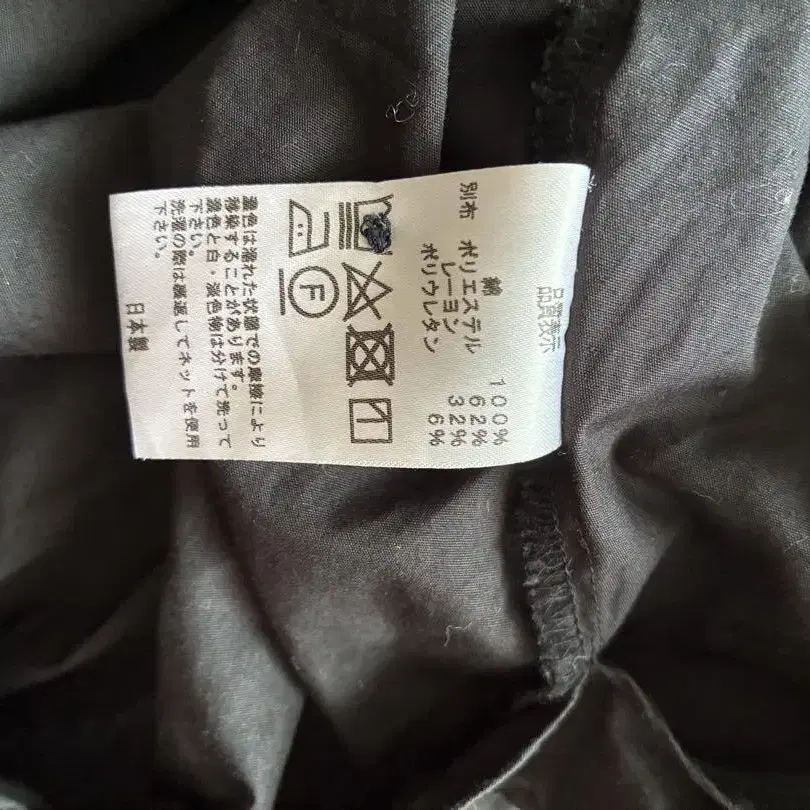 品質表示
綿 100%
別布 ポリエステル 62%
レーヨン 32%
ポリウレタン 6%
F
濃色は濡れた状態での摩擦により
移染することがあります。
濃色と白・淡色物は分けて洗って
下さい。
洗濯の際は裏返してネットを使用
下さい。
日本製